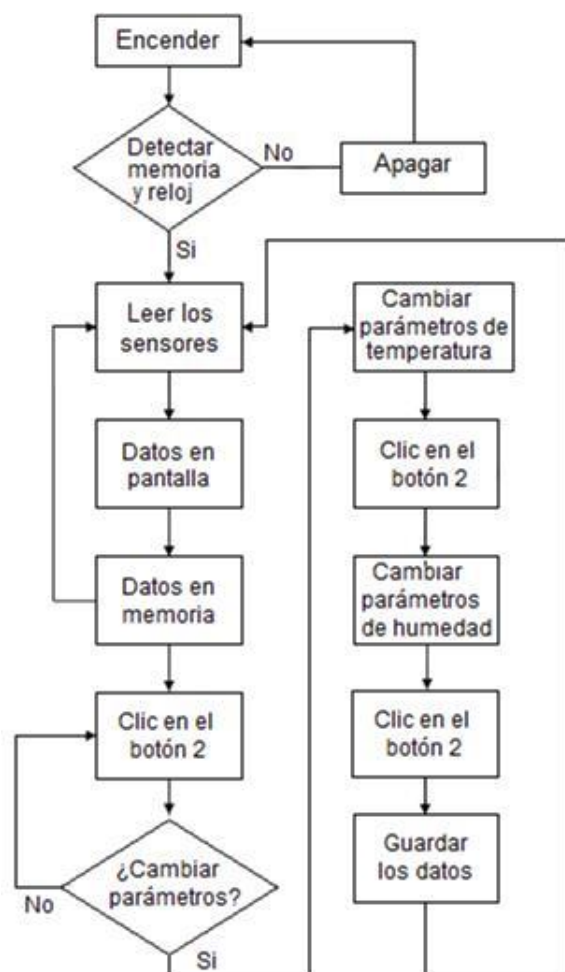 Encender
Detectar
memoria
y reloj
No
Apagar
Si
Leer los
sensores
Datos en
pantalla
Datos en
memoria
Clic en el
botón 2
¿Cambiar
parámetros?
No
Si
Cambiar
parámetros de
temperatura
Clic en el
botón 2
Cambiar
parámetros
de humedad
Clic en el
botón 2
Guardar
los datos